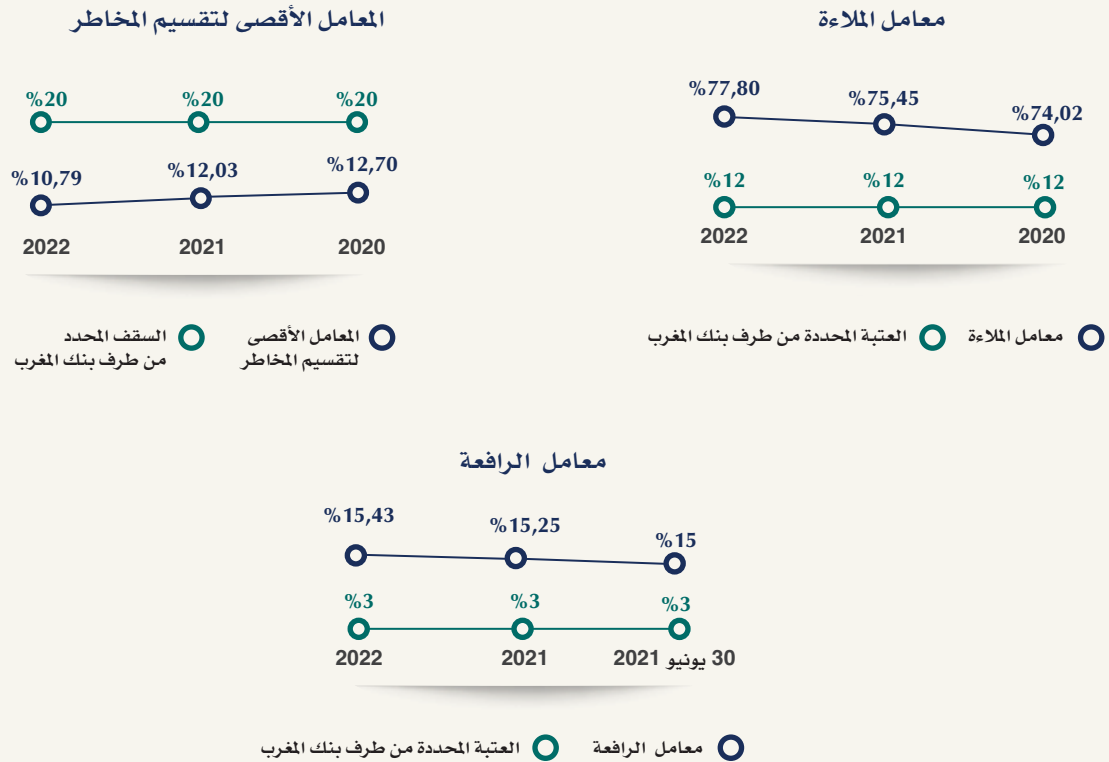 معامل الملاءة
%74,02
%75,45
%77,80
%12
%12
%12
2020
2021
2022
معامل الملاءة
العتبة المحددة من طرف بنك المغرب
المعامل الأقصى لتقسيم المخاطر
%20
%20
%20
%12,70
%12,03
%10,79
2020
2021
2022
المعامل الأقصى
لتقسيم المخاطر
السقف المحدد
من طرف بنك المغرب
معامل الرافعة
%15
%15,25
%15,43
%3
%3
%3
30 يونيو 2021
2021
2022
معامل الرافعة
العتبة المحددة من طرف بنك المغرب